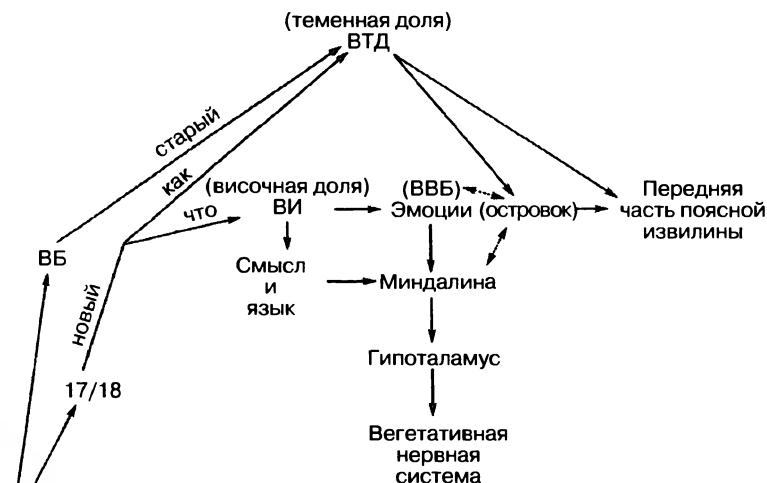 (теменная доля)
ВТД
старый
как
(височная доля)
ВИ
что
(ВВБ)
Эмоции (островок)
Передняя
часть поясной
извилины
ВБ
новый
Смысл
и
язык
Миндалина
17/18
Гипоталамус
Вегетативная
нервная
система